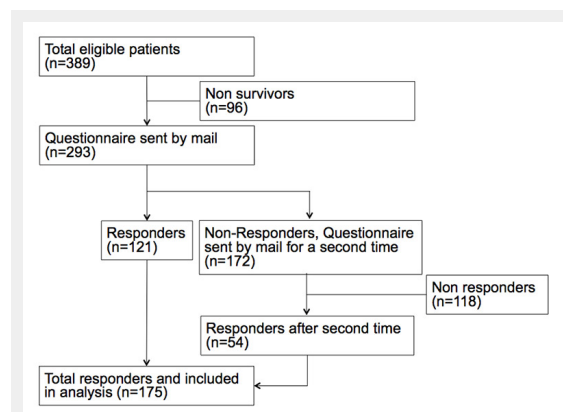 Total eligible patients
(n=389)
Non survivors
(n=96)
Questionnaire sent by mail
(n=293)
Responders
(n=121)
Non-Responders, Questionnaire
sent by mail for a second time
(n=172)
Non responders
(n=118)
Responders after second time
(n=54)
Total responders and included
in analysis (n=175)